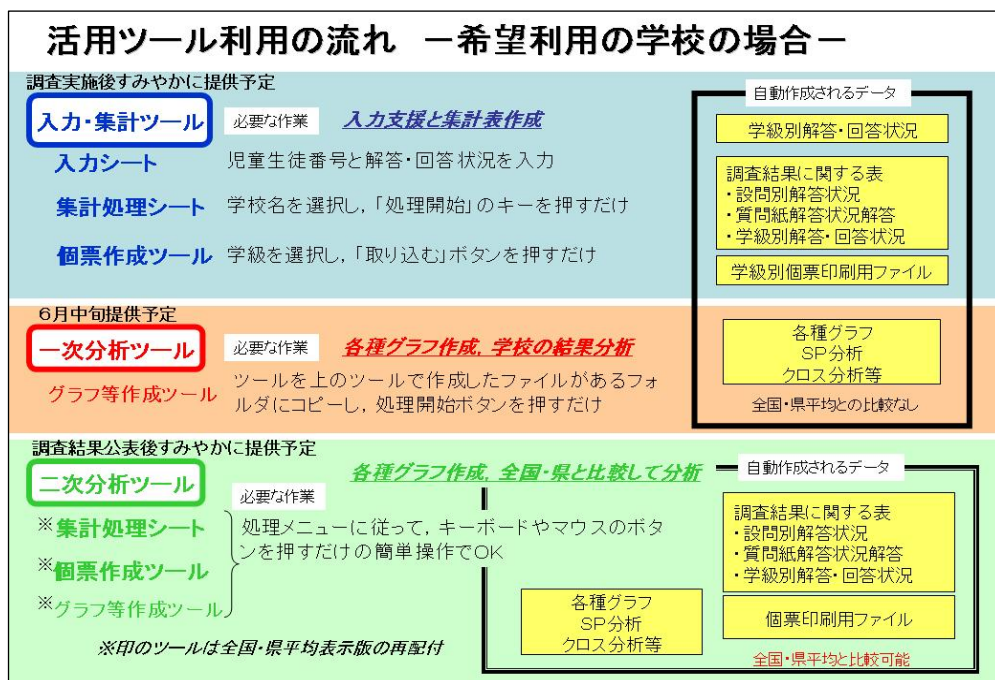 活用ツール利用の流れ －希望利用の学校の場合－
調査実施後すみやかに提供予定
入力・集計ツール
必要な作業
入力支援と集計表作成
入力シート
児童生徒番号と解答・回答状況を入力
集計処理シート
学校名を選択し，「処理開始」のキーを押すだけ
個票作成ツール
学級を選択し，「取り込む」ボタンを押すだけ
自動作成されるデータ
学級別解答・回答状況
調査結果に関する表
・設問別解答状況
・質問紙解答状況解答
・学級別解答・回答状況
学級別個票印刷用ファイル
６月中旬提供予定
一次分析ツール
必要な作業
各種グラフ作成，学校の結果分析
グラフ等作成ツール
ツールを上のツールで作成したファイルがあるフォ
ルダにコピーし，処理開始ボタンを押すだけ
各種グラフ
SP分析
クロス分析等
全国・県平均との比較なし
調査結果公表後すみやかに提供予定
二次分析ツール
必要な作業
各種グラフ作成，全国・県と比較して分析
※集計処理シート
※個票作成ツール
※グラフ等作成ツール
処理メニューに従って，キーボードやマウスのボタ
ンを押すだけの簡単操作でOK
※印のツールは全国・県平均表示版の再配付
自動作成されるデータ
調査結果に関する表
・設問別解答状況
・質問紙解答状況解答
・学級別解答・回答状況
各種グラフ
SP分析
クロス分析等
個票印刷用ファイル
全国・県平均と比較可能